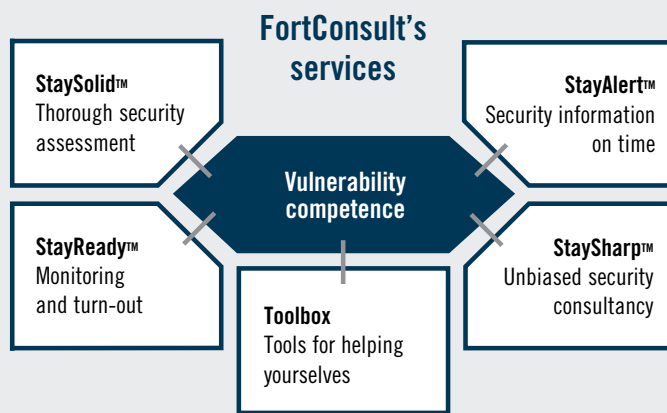 FortConsult's
services
StaySolid™
Thorough security
assessment
StayAlert™
Security information
on time
Vulnerability
competence
StayReady™
Monitoring
and turn-out
StaySharp™
Unbiased security
consultancy
Toolbox
Tools for helping
yourselves